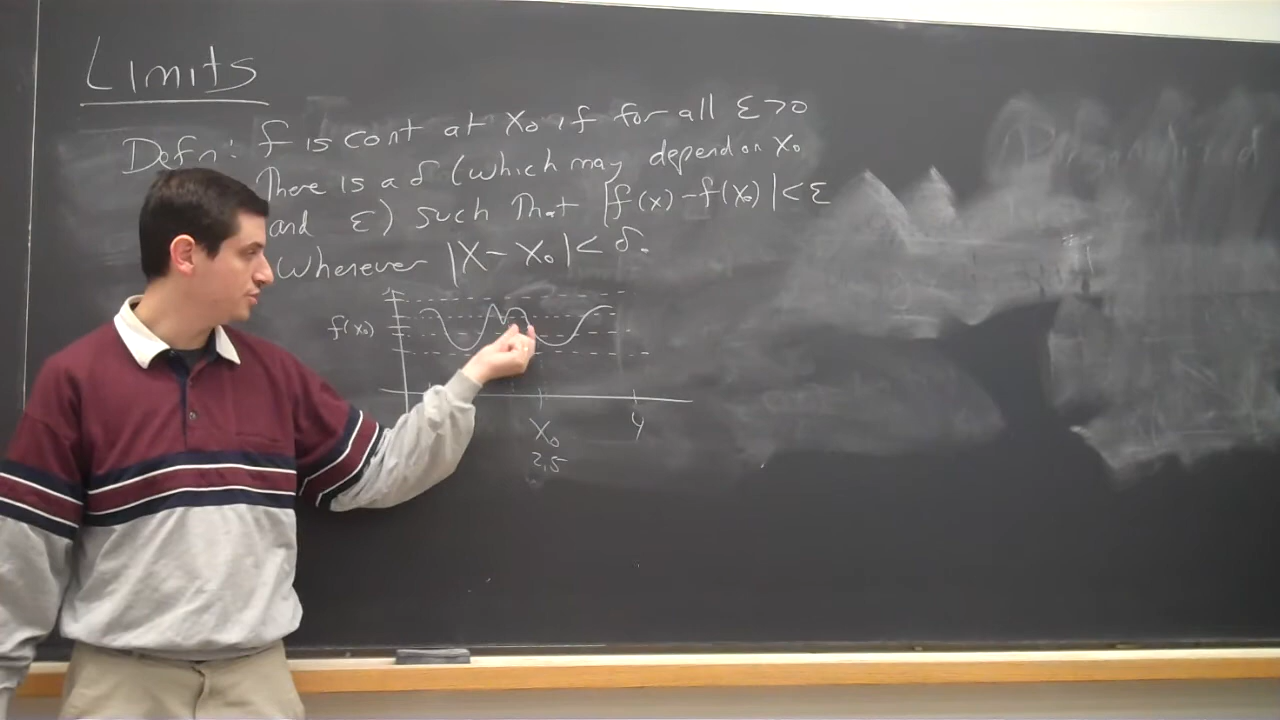 Limits
Defn: f is cont at x₀ if for all ε>0
There is a δ (which may depend on x₀
and ε) such that |f(x)-f(x₀)|<ε
whenever |x-x₀|<δ.
f(x₀)
x₀
4
2.5